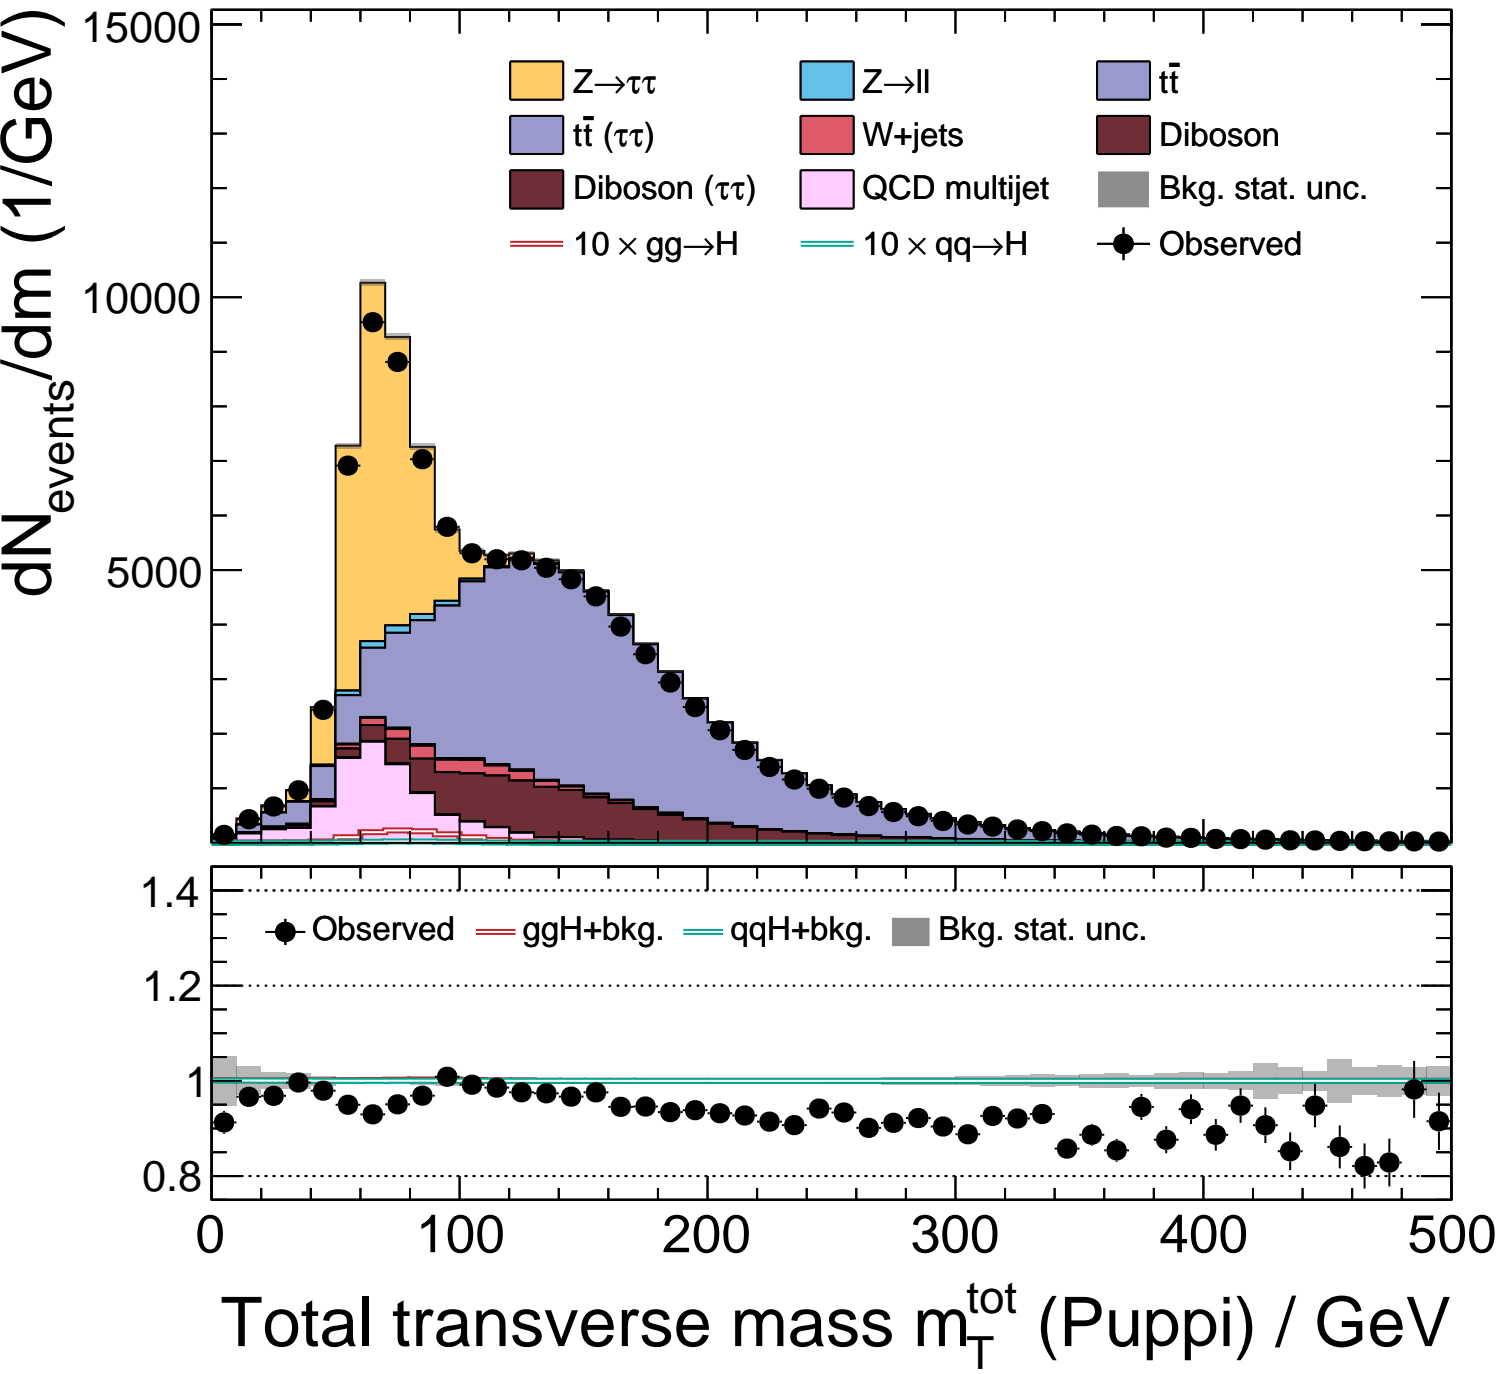 dN_events/dm (1/GeV)
15000
10000
5000
Z→ττ Z→ll tt̄
tt̄ (ττ) W+jets Diboson
Diboson (ττ) QCD multijet Bkg. stat. unc.
10 × gg→H 10 × qq→H Observed
1.4
1.2
1
0.8
Observed ggH+bkg. qqH+bkg. Bkg. stat. unc.
0 100 200 300 400 500
Total transverse mass m_T^tot (Puppi) / GeV